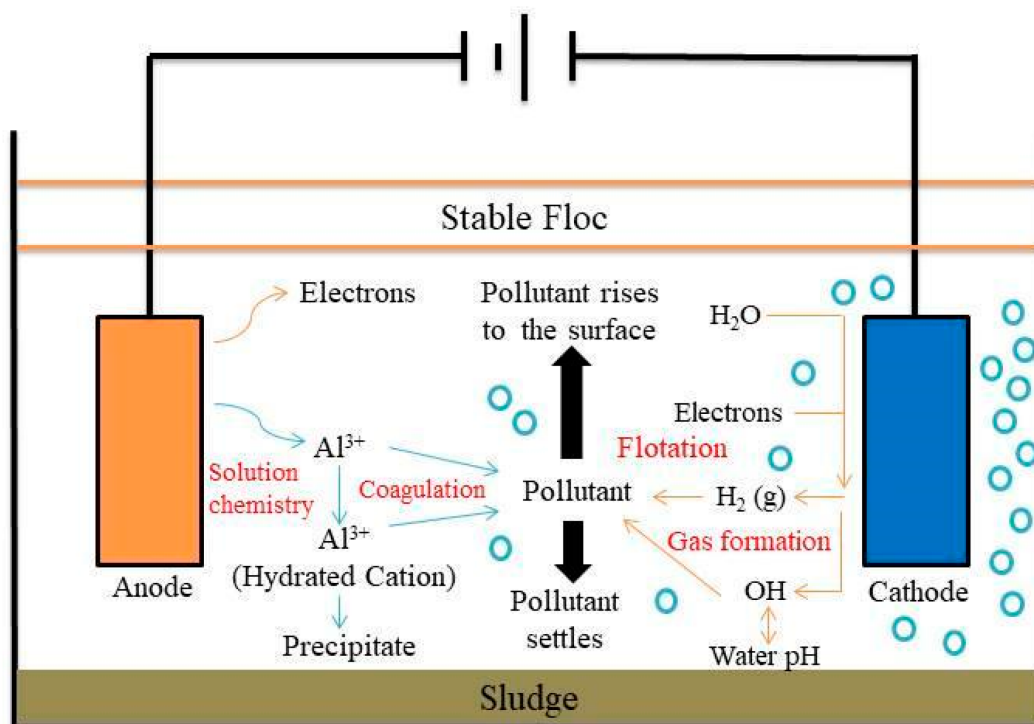 Stable Floc
Electrons
Pollutant rises
to the surface
H₂O
Electrons
Flotation
Al³⁺
Solution
chemistry
Coagulation
Pollutant
H₂ (g)
Al³⁺
(Hydrated Cation)
Gas formation
Anode
Pollutant
settles
OH
Cathode
Precipitate
Water pH
Sludge